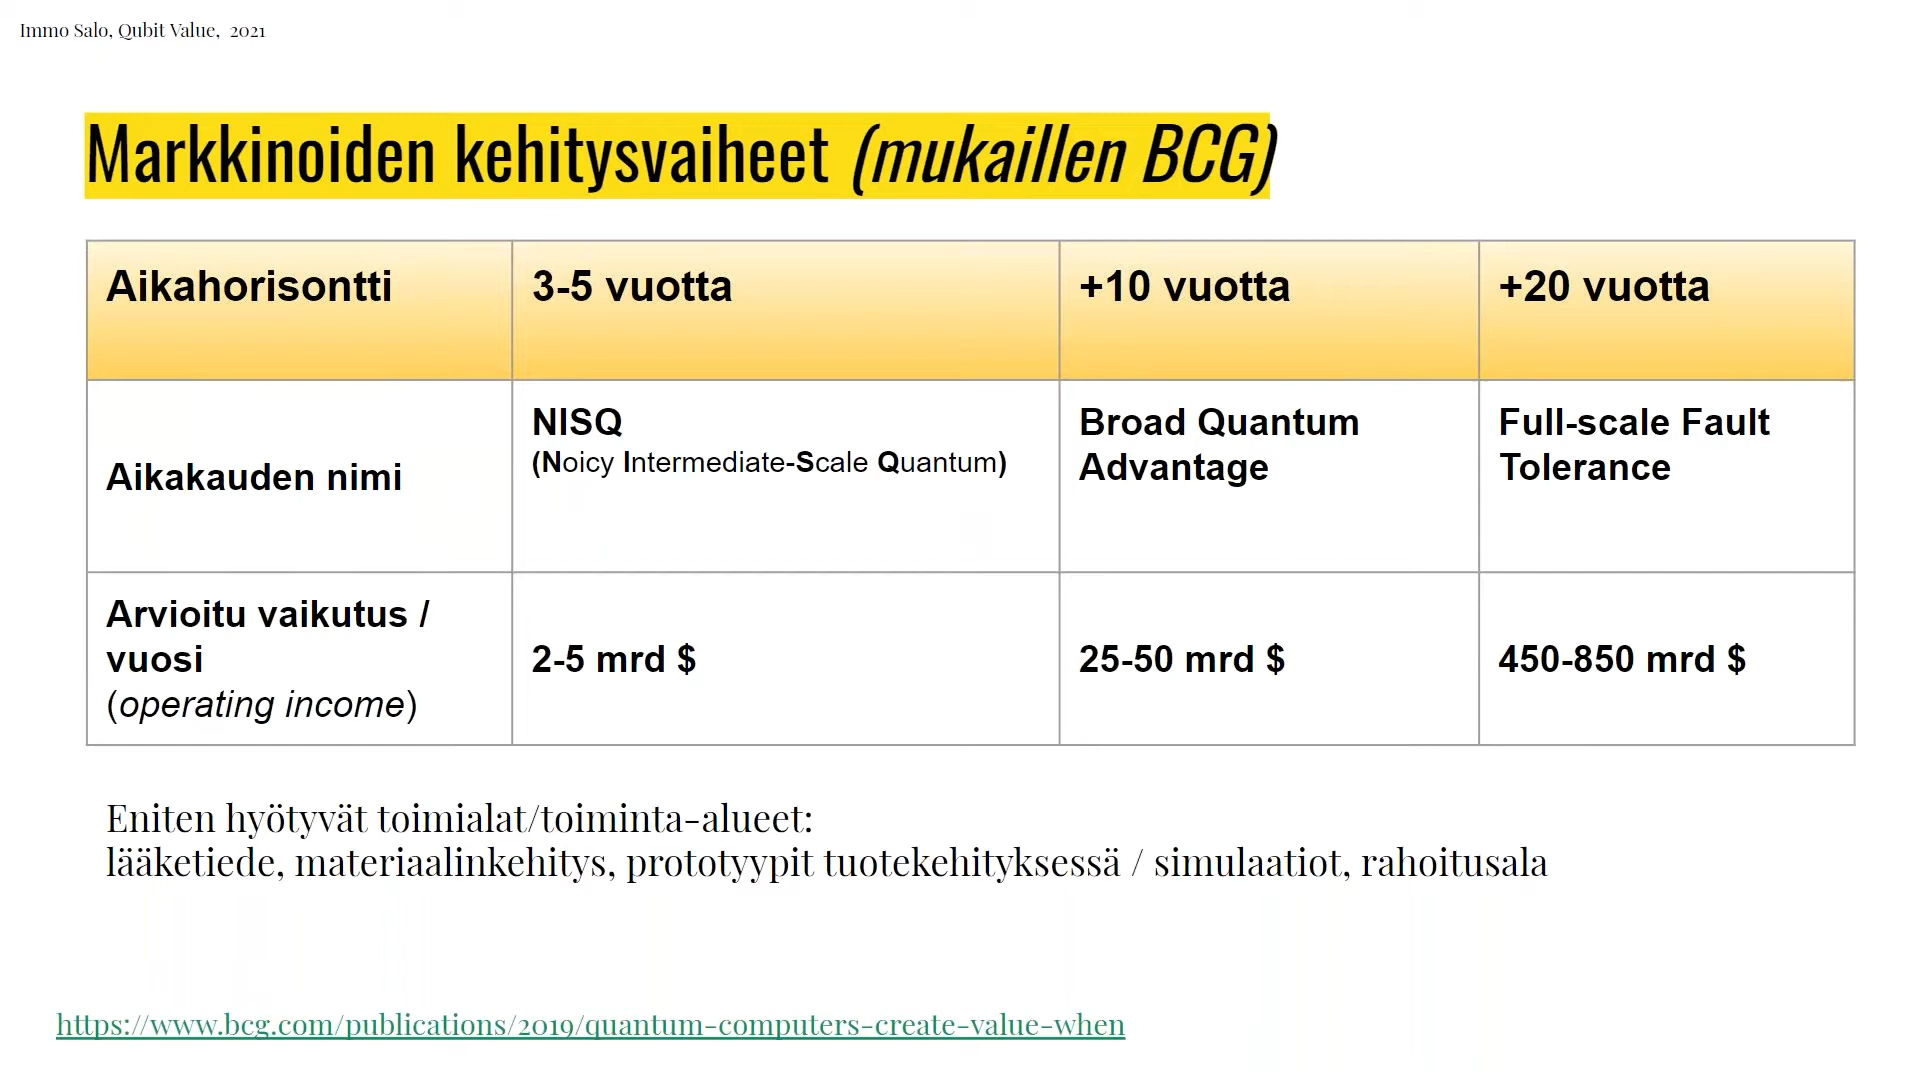 Immo Salo, Qubit Value, 2021
Markkinoiden kehitysvaiheet (mukaillen BCG)
Aikahorisontti
3-5 vuotta
+10 vuotta
+20 vuotta
Aikakauden nimi
NISQ
(Noicy Intermediate-Scale Quantum)
Broad Quantum
Advantage
Full-scale Fault
Tolerance
Arvioitu vaikutus /
vuosi
(operating income)
2-5 mrd $
25-50 mrd $
450-850 mrd $
Eniten hyötyvät toimialat/toiminta-alueet:
lääketiede, materiaalinkehitys, prototyypit tuotekehityksessä / simulaatiot, rahoitusala
https://www.bcg.com/publications/2019/quantum-computers-create-value-when